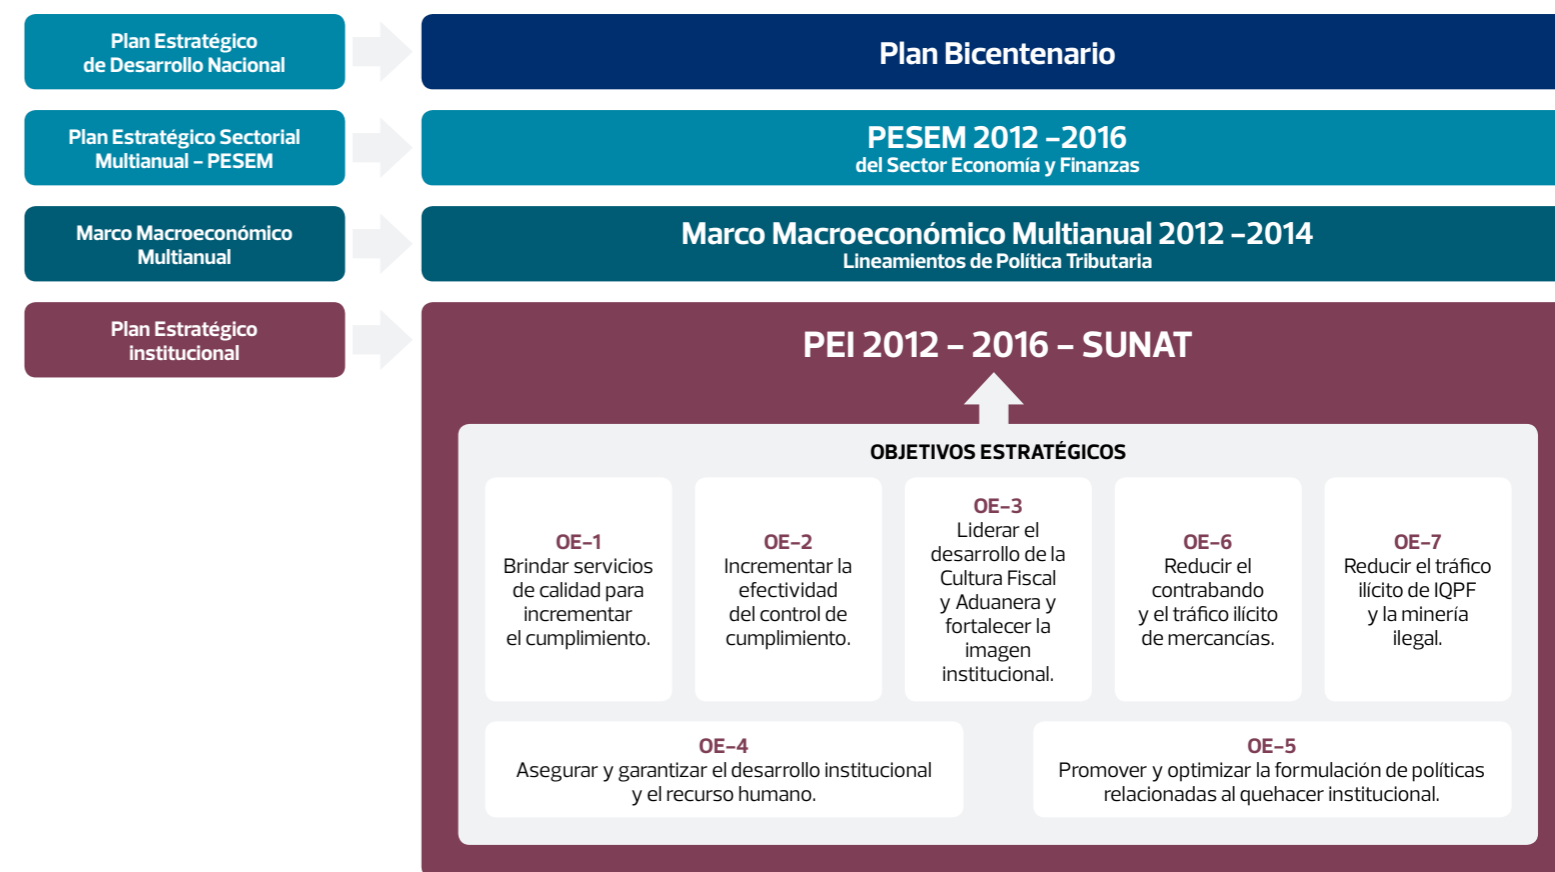 Plan Estratégico
de Desarrollo Nacional
Plan Bicentenario
Plan Estratégico Sectorial
Multianual – PESEM
PESEM 2012 –2016
del Sector Economía y Finanzas
Marco Macroeconómico
Multianual
Marco Macroeconómico Multianual 2012 –2014
Lineamientos de Política Tributaria
Plan Estratégico
institucional
PEI 2012 – 2016 – SUNAT
OBJETIVOS ESTRATÉGICOS
OE–1
Brindar servicios
de calidad para
incrementar
el cumplimiento.
OE–2
Incrementar la
efectividad
del control de
cumplimiento.
OE–3
Liderar el
desarrollo de la
Cultura Fiscal
y Aduanera y
fortalecer la
imagen
institucional.
OE–6
Reducir el
contrabando
y el tráfico ilícito
de mercancías.
OE–7
Reducir el tráfico
ilícito de IQPF
y la minería
ilegal.
OE–4
Asegurar y garantizar el desarrollo institucional
y el recurso humano.
OE–5
Promover y optimizar la formulación de políticas
relacionadas al quehacer institucional.